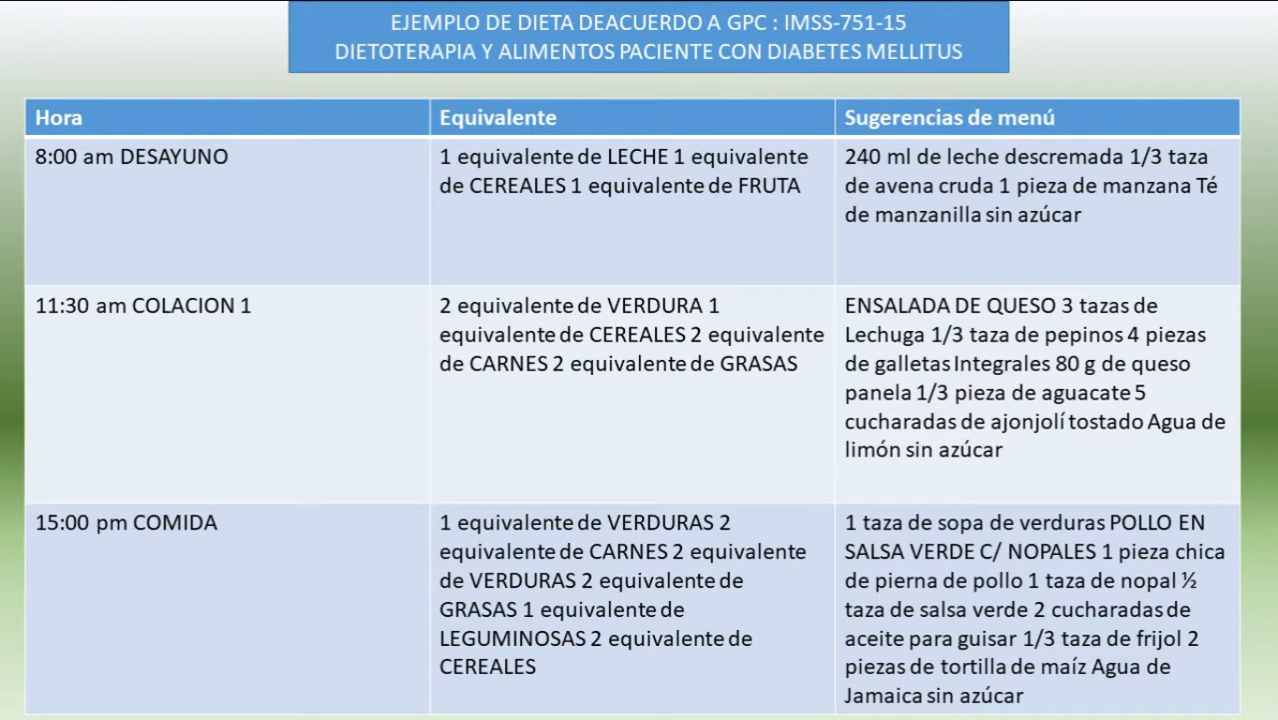 EJEMPLO DE DIETA DEACUERDO A GPC : IMSS-751-15
DIETOTERAPIA Y ALIMENTOS PACIENTE CON DIABETES MELLITUS
Hora
Equivalente
Sugerencias de menú
8:00 am DESAYUNO
1 equivalente de LECHE 1 equivalente
de CEREALES 1 equivalente de FRUTA
240 ml de leche descremada 1/3 taza
de avena cruda 1 pieza de manzana Té
de manzanilla sin azúcar
11:30 am COLACION 1
2 equivalente de VERDURA 1
equivalente de CEREALES 2 equivalente
de CARNES 2 equivalente de GRASAS
ENSALADA DE QUESO 3 tazas de
Lechuga 1/3 taza de pepinos 4 piezas
de galletas Integrales 80 g de queso
panela 1/3 pieza de aguacate 5
cucharadas de ajonjolí tostado Agua de
limón sin azúcar
15:00 pm COMIDA
1 equivalente de VERDURAS 2
equivalente de CARNES 2 equivalente
de VERDURAS 2 equivalente de
GRASAS 1 equivalente de
LEGUMINOSAS 2 equivalente de
CEREALES
1 taza de sopa de verduras POLLO EN
SALSA VERDE C/ NOPALES 1 pieza chica
de pierna de pollo 1 taza de nopal ½
taza de salsa verde 2 cucharadas de
aceite para guisar 1/3 taza de frijol 2
piezas de tortilla de maíz Agua de
Jamaica sin azúcar